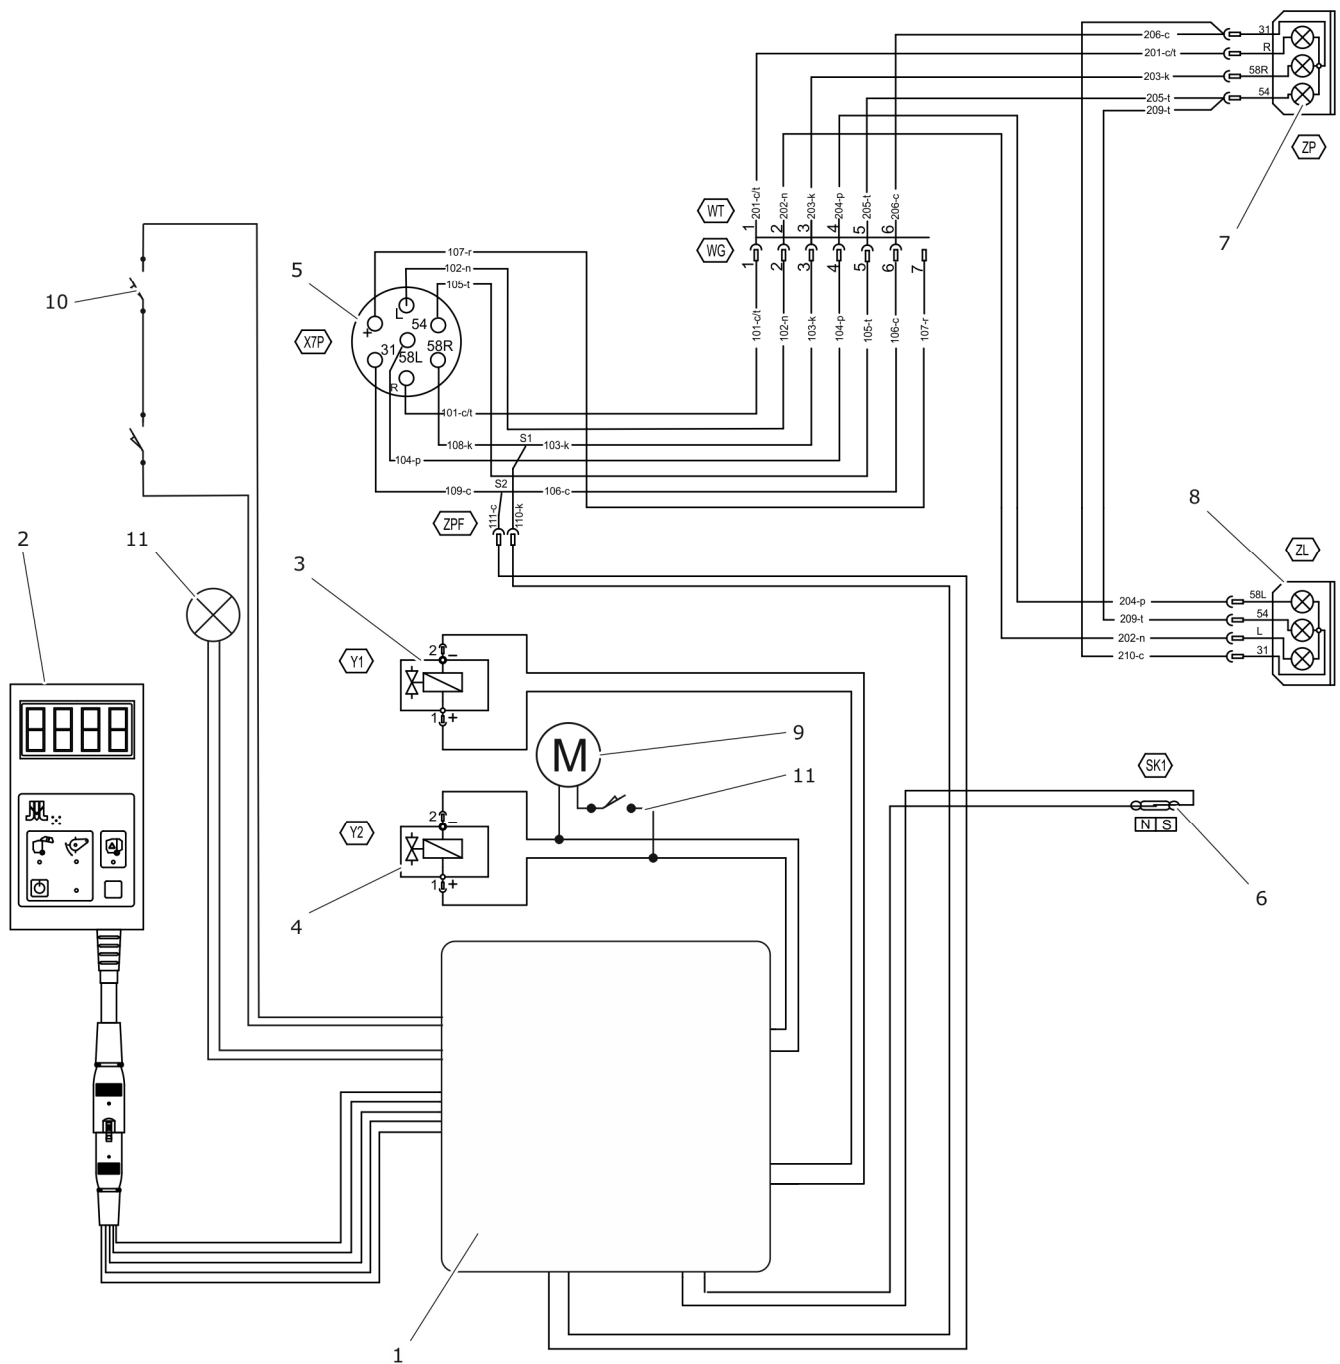 206-c
31
201-c/t
R
203-k
58R
205-t
54
209-t
ZP
7
WT
201-c/t
202-n
203-k
204-p
205-t
206-c
1
2
3
4
5
6
WG
1
2
3
4
5
6
7
101-c/t
102-n
103-k
104-p
105-t
106-c
107-r
10
5
107-r
102-n
105-t
L
54
+
X7P
31
58L
58R
R
101-c/t
S1
108-k
103-k
104-p
S2
109-c
106-c
111-c
110-k
ZPF
8
ZL
204-p
58L
209-t
54
202-n
L
210-c
31
2
11
3
Y1
2
–
1
+
M
9
11
SK1
N S
6
Y2
2
–
1
+
4
1